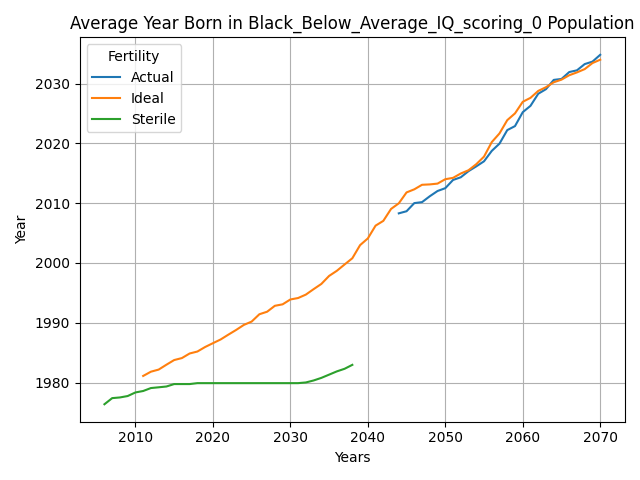 Average Year Born in Black_Below_Average_IQ_scoring_0 Population
Fertility
Actual
Ideal
Sterile
Year
2030
2020
2010
2000
1990
1980
2010 2020 2030 2040 2050 2060 2070
Years